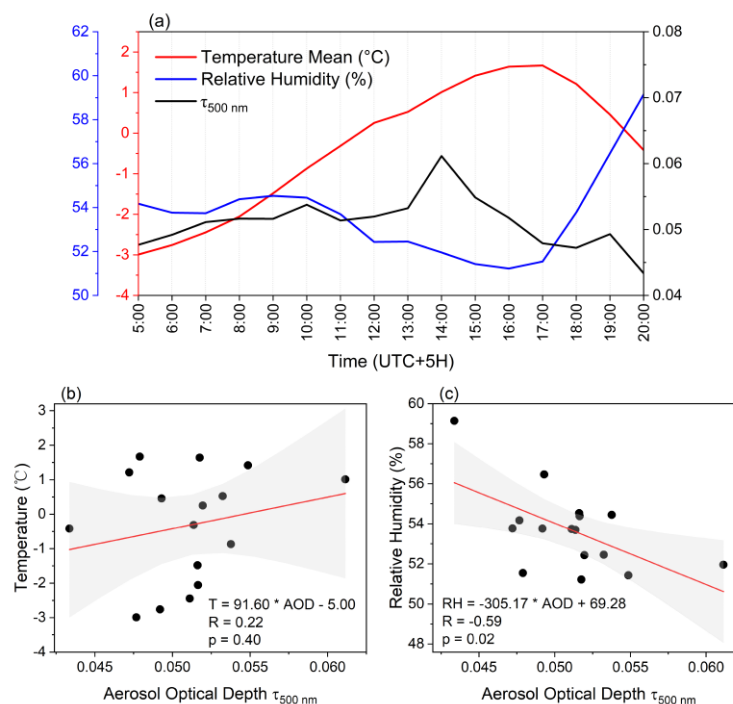 (a)
62
60
58
56
54
52
50
2
1
0
-1
-2
-3
-4
Temperature Mean (°C)
Relative Humidity (%)
τ500 nm
0.08
0.07
0.06
0.05
0.04
5:00
6:00
7:00
8:00
9:00
10:00
11:00
12:00
13:00
14:00
15:00
16:00
17:00
18:00
19:00
20:00
Time (UTC+5H)
(b)
Temperature (℃)
3
2
1
0
-1
-2
-3
-4
T = 91.60 * AOD - 5.00
R = 0.22
p = 0.40
0.045 0.050 0.055 0.060
Aerosol Optical Depth τ500 nm
(c)
Relative Humidity (%)
60
58
56
54
52
50
48
RH = -305.17 * AOD + 69.28
R = -0.59
p = 0.02
0.045 0.050 0.055 0.060
Aerosol Optical Depth τ500 nm